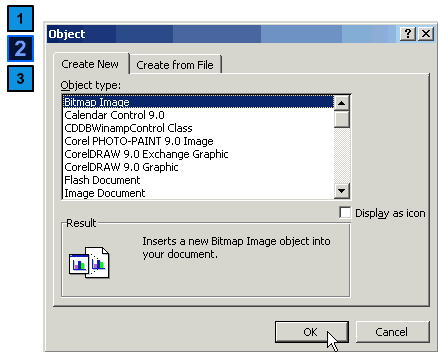 1
2
3
Object
Create New
Create from File
Object type:
Bitmap Image
Calendar Control 9.0
CDDBWinampControl Class
Corel PHOTO-PAINT 9.0 Image
CorelDRAW 9.0 Exchange Graphic
CorelDRAW 9.0 Graphic
Flash Document
Image Document
Display as icon
Result
Inserts a new Bitmap Image object into
your document.
OK
Cancel